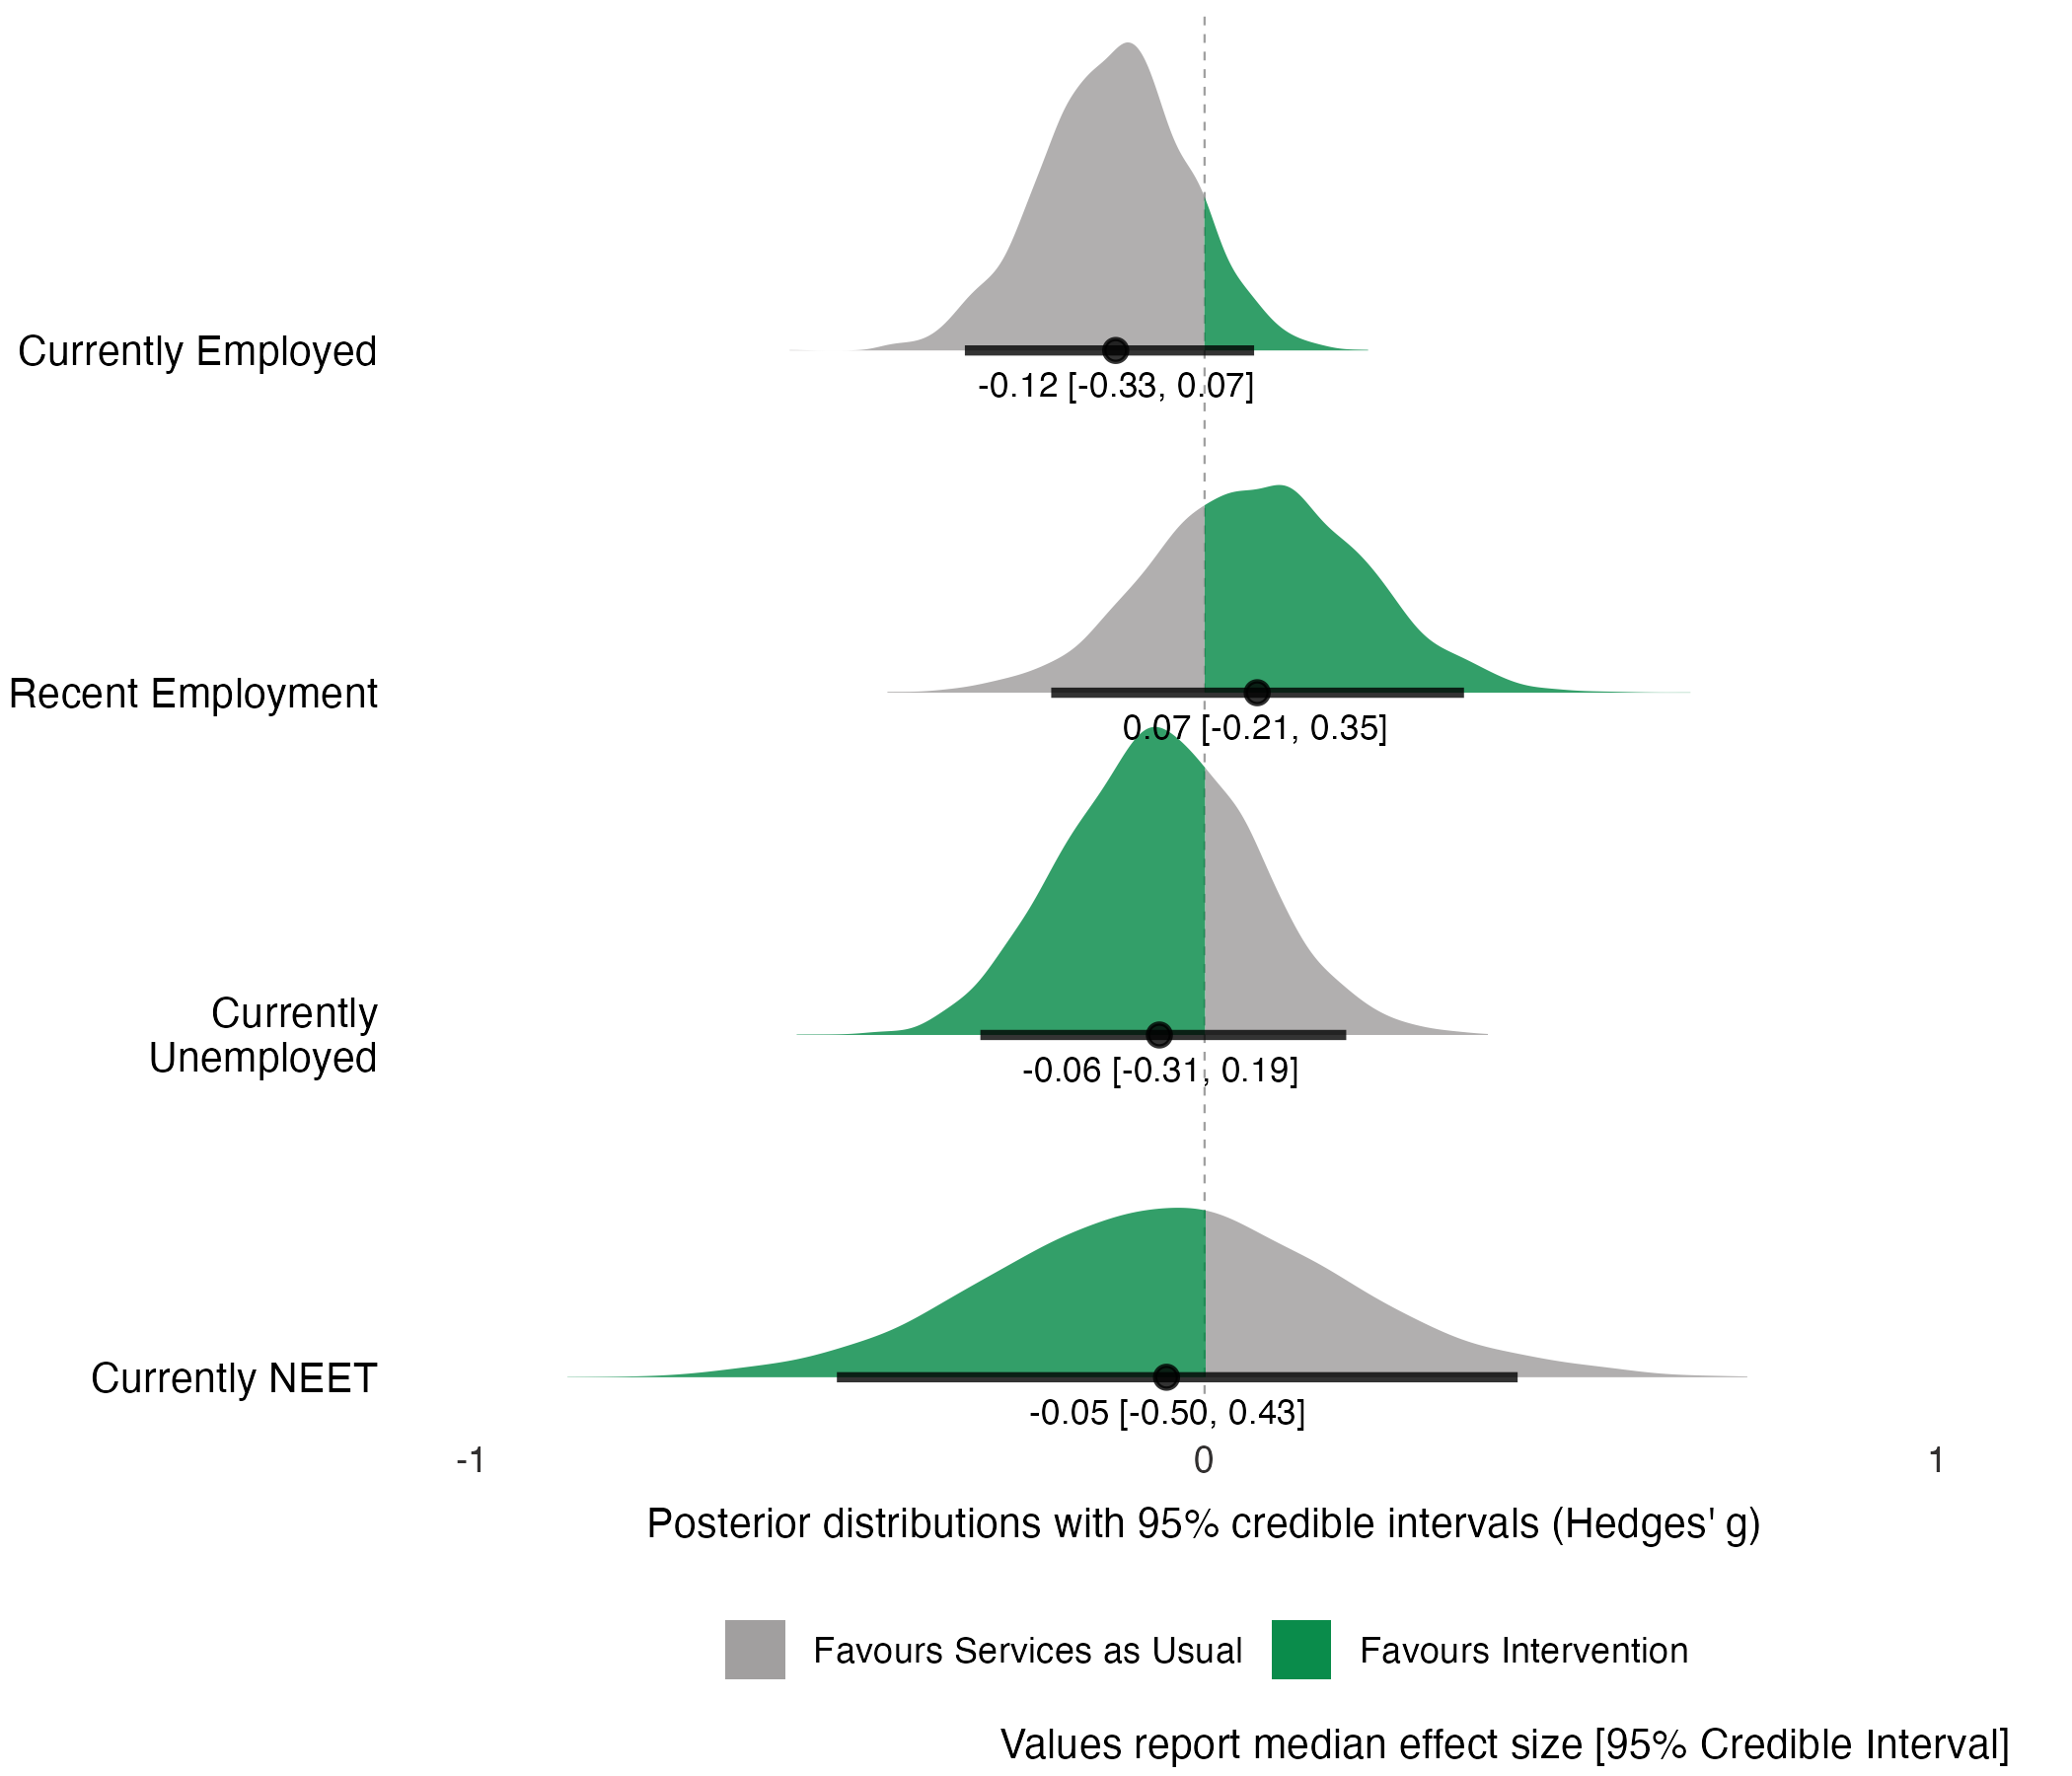 Currently Employed
-0.12 [-0.33, 0.07]
Recent Employment
0.07 [-0.21, 0.35]
Currently
Unemployed
-0.06 [-0.31, 0.19]
Currently NEET
-0.05 [-0.50, 0.43]
-1 0 1
Posterior distributions with 95% credible intervals (Hedges' g)
Favours Services as Usual Favours Intervention
Values report median effect size [95% Credible Interval]